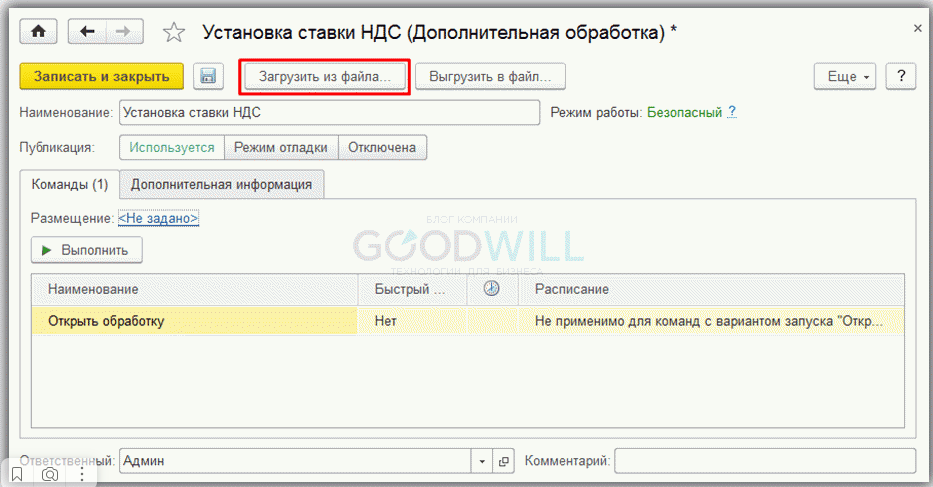 Установка ставки НДС (Дополнительная обработка) *
Записать и закрыть Загрузить из файла... Выгрузить в файл... Еще ?
Наименование: Установка ставки НДС Режим работы: Безопасный ?
Публикация: Используется Режим отладки Отключена
Команды (1) Дополнительная информация
Размещение: <Не задано>
БЛОГ КОМПАНИИ
GOODWILL
ТЕХНОЛОГИИ ДЛЯ БИЗНЕСА
Выполнить
Наименование Быстрый ... Расписание
Открыть обработку Нет Не применимо для команд с вариантом запуска "Откр...
Ответственный: Админ Комментарий: